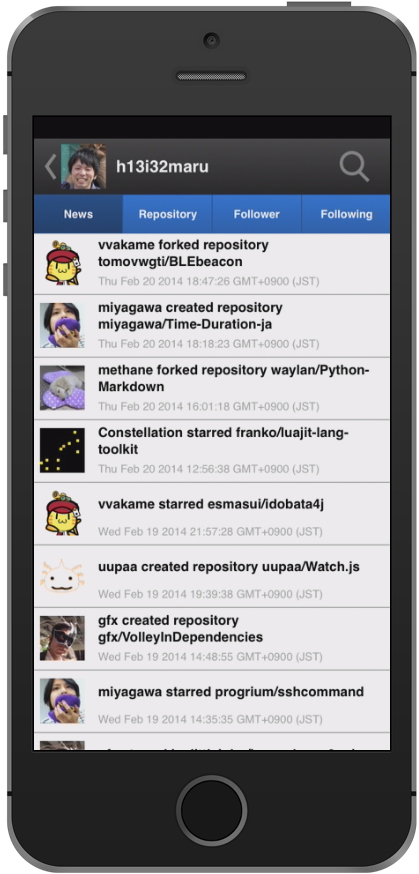 h13i32maru
News Repository Follower Following
vvakame forked repository
tomovwgti/BLEbeacon
Thu Feb 20 2014 18:47:26 GMT+0900 (JST)
miyagawa created repository
miyagawa/Time-Duration-ja
Thu Feb 20 2014 18:18:23 GMT+0900 (JST)
methane forked repository waylan/Python-
Markdown
Thu Feb 20 2014 16:01:18 GMT+0900 (JST)
Constellation starred franko/luajit-lang-
toolkit
Thu Feb 20 2014 12:56:38 GMT+0900 (JST)
vvakame starred esmasui/idobata4j
Wed Feb 19 2014 21:57:28 GMT+0900 (JST)
uupaa created repository uupaa/Watch.js
Wed Feb 19 2014 19:39:38 GMT+0900 (JST)
gfx created repository
gfx/VolleyInDependencies
Wed Feb 19 2014 14:48:55 GMT+0900 (JST)
miyagawa starred progrium/sshcommand
Wed Feb 19 2014 14:35:35 GMT+0900 (JST)